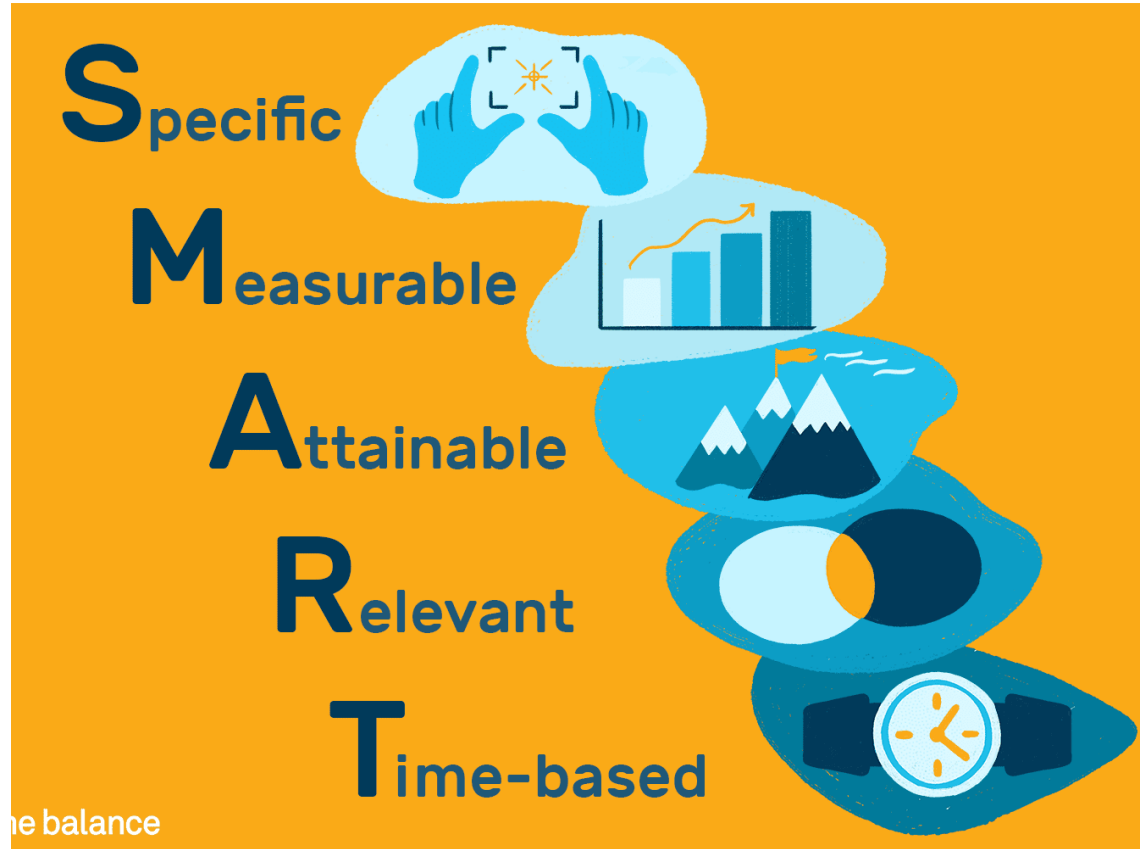 Specific
Measurable
Attainable
Relevant
Time-based
he balance